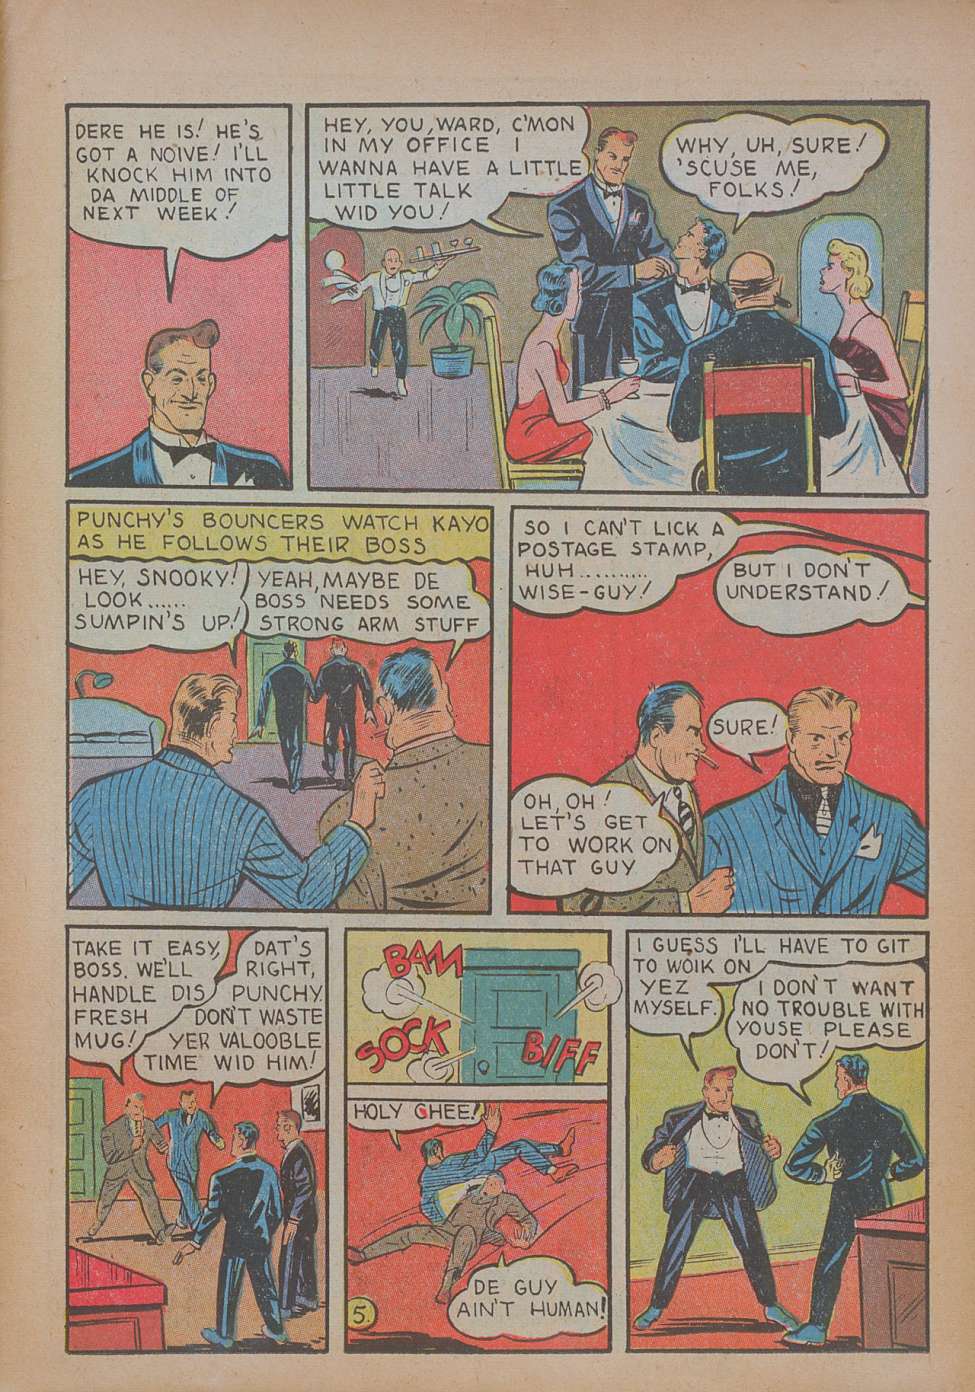 DERE HE IS! HE'S
GOT A NOIVE! I'LL
KNOCK HIM INTO
DA MIDDLE OF
NEXT WEEK!
HEY, YOU, WARD, C'MON
IN MY OFFICE I
WANNA HAVE A LITTLE
LITTLE TALK
WID YOU!
WHY, UH, SURE!
'SCUSE ME,
FOLKS!
PUNCHY'S BOUNCERS WATCH KAYO
AS HE FOLLOWS THEIR BOSS
HEY, SNOOKY!
LOOK......
SUMPIN'S UP!
YEAH, MAYBE DE
BOSS NEEDS SOME
STRONG ARM STUFF
SO I CAN'T LICK A
POSTAGE STAMP,
HUH..........
WISE-GUY!
BUT I DON'T
UNDERSTAND!
SURE!
OH, OH!
LET'S GET
TO WORK ON
THAT GUY
TAKE IT EASY,
BOSS. WE'LL
HANDLE DIS
FRESH
MUG!
DAT'S
RIGHT,
PUNCHY.
DON'T WASTE
YER VALOOBLE
TIME WID HIM!
BAM
SOCK
BIFF
HOLY GHEE!
DE GUY
AIN'T HUMAN!
5.
I GUESS I'LL HAVE TO GIT
TO WOIK ON
YEZ
MYSELF.
I DON'T WANT
NO TROUBLE WITH
YOUSE PLEASE
DON'T!